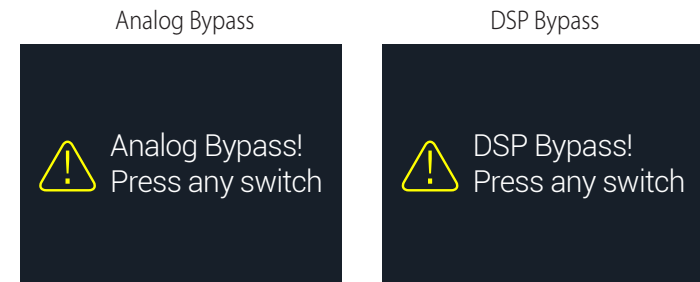 Analog Bypass
DSP Bypass
Analog Bypass!
Press any switch
DSP Bypass!
Press any switch